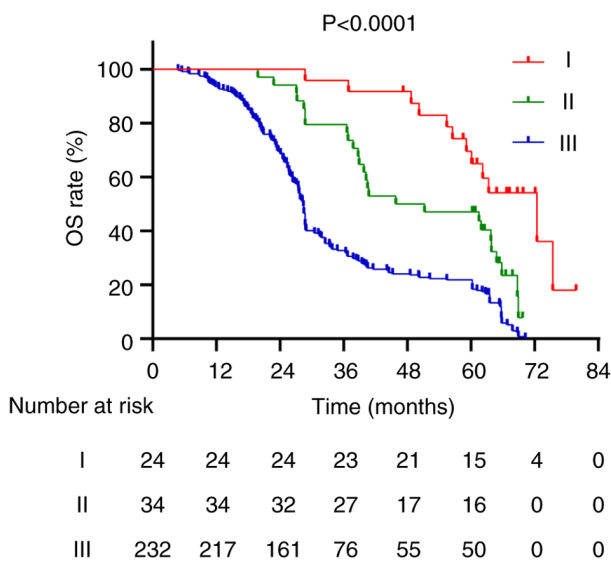 P<0.0001
I
II
III
OS rate (%)
100
80
60
40
20
0
0 12 24 36 48 60 72 84
Number at risk Time (months)
I 24 24 24 23 21 15 4 0
II 34 34 32 27 17 16 0 0
III 232 217 161 76 55 50 0 0